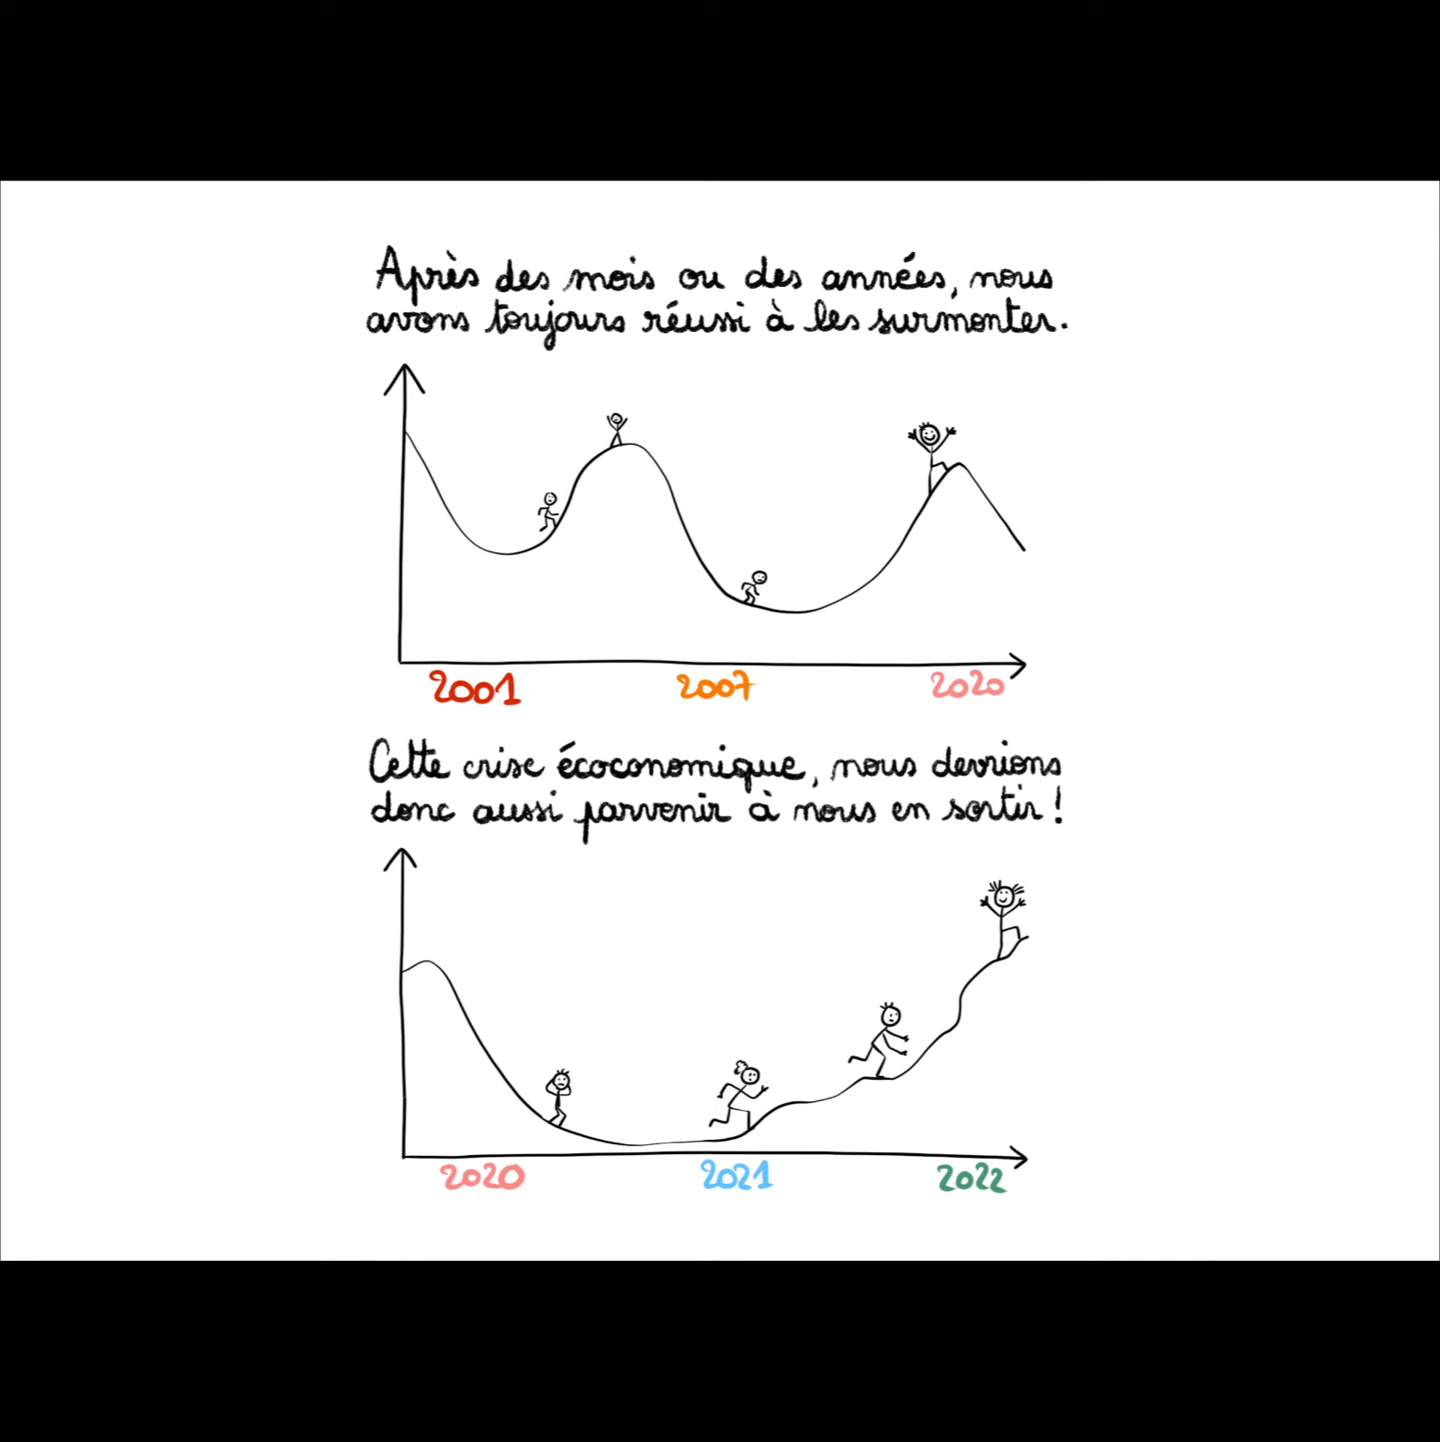 Après des mois ou des années, nous
avons toujours réussi à les surmonter.
2001 2007 2020
Cette crise écoconomique, nous devrions
donc aussi parvenir à nous en sortir !
2020 2021 2022